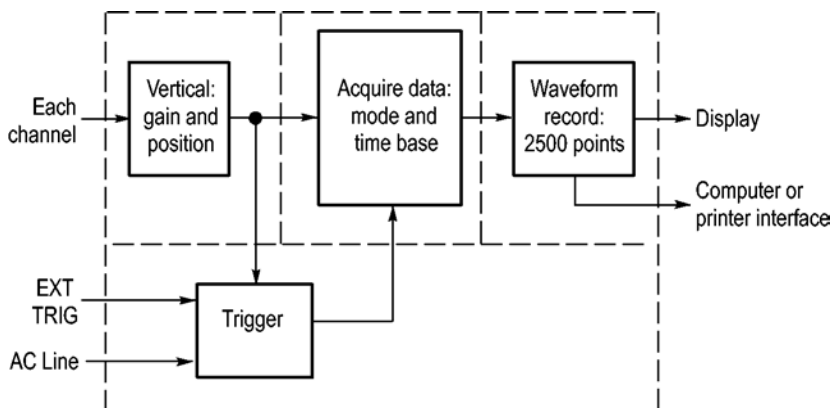 Each
channel
Vertical:
gain and
position
Acquire data:
mode and
time base
Waveform
record:
2500 points
Display
Computer or
printer interface
EXT
TRIG
Trigger
AC Line